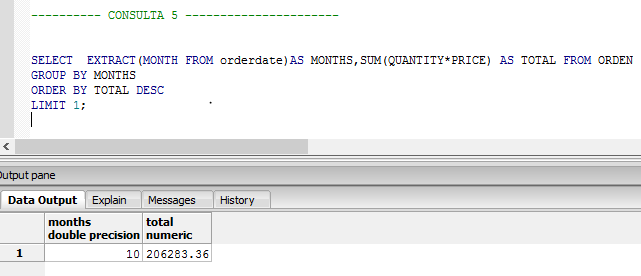 ---------- CONSULTA 5 ----------------------
SELECT  EXTRACT(MONTH FROM orderdate)AS MONTHS,SUM(QUANTITY*PRICE) AS TOTAL FROM ORDEN
GROUP BY MONTHS
ORDER BY TOTAL DESC
LIMIT 1;
Output pane
Data Output Explain Messages History
months total
double precision numeric
1 10 206283.36